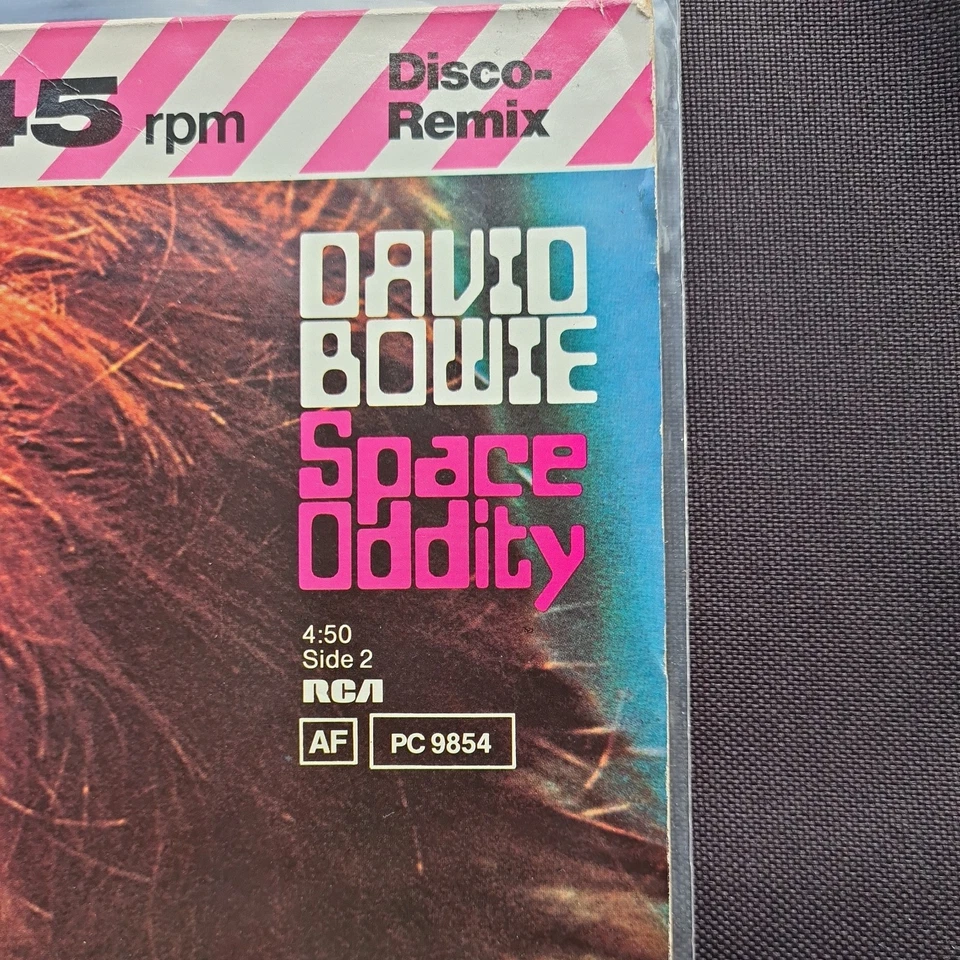 45 rpm
Disco-
Remix
DAVID
BOWIE
Space
Oddity
4:50
Side 2
RCA
AF PC 9854